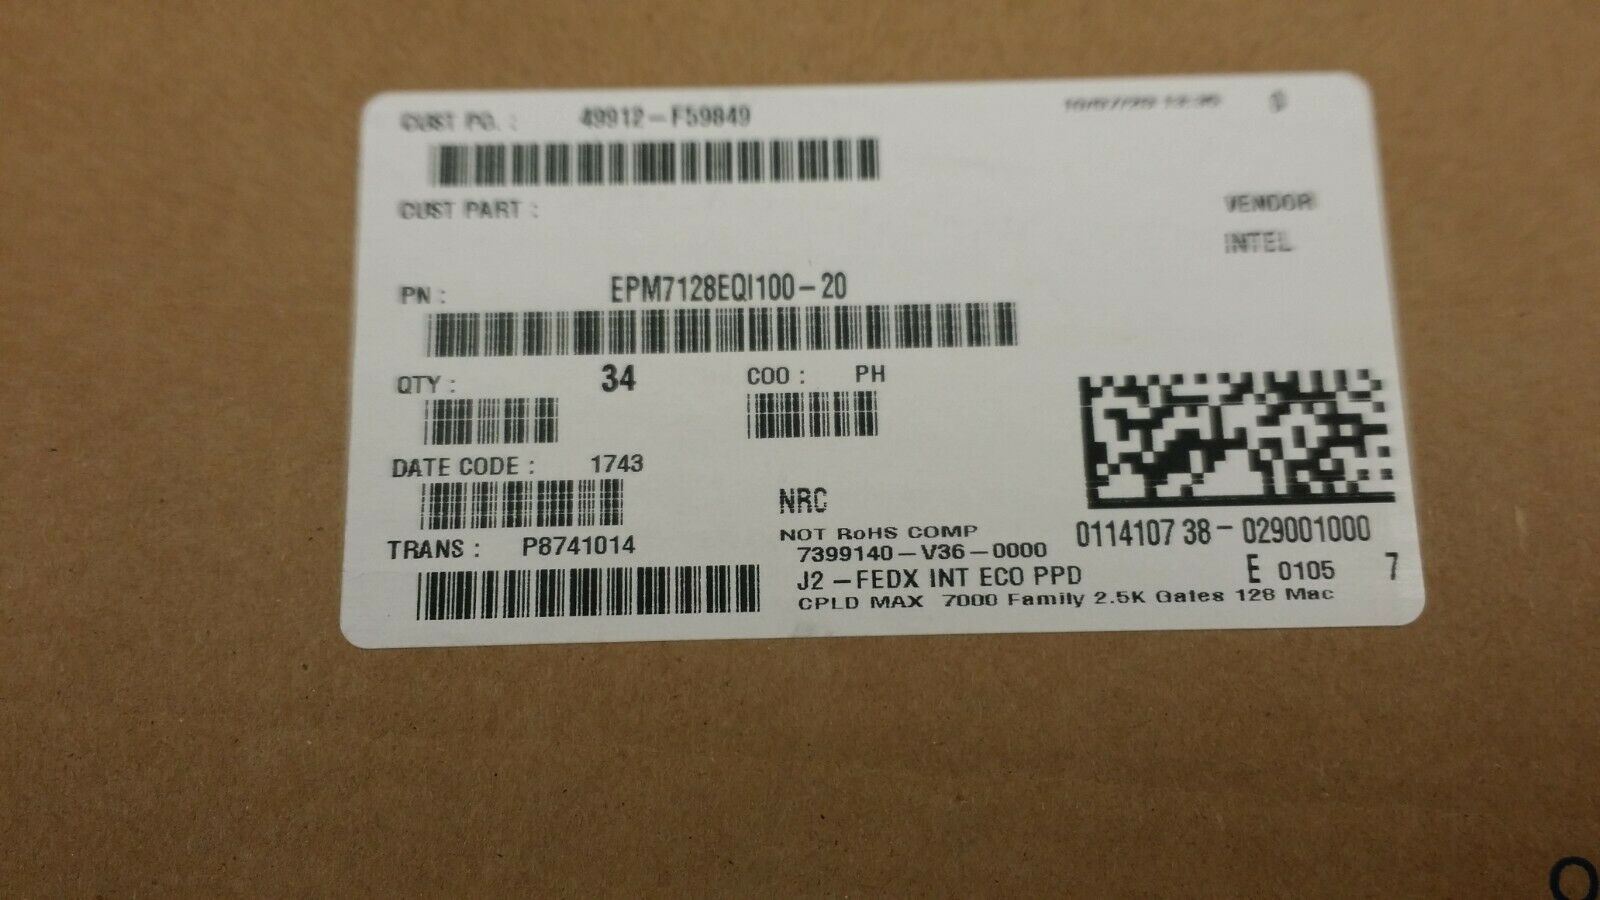 CUST PO. : 49912-F59849
CUST PART :
VENDOR
INTEL
PN : EPM7128EQI100-20
QTY : 34 COO : PH
DATE CODE : 1743
NRC
NOT RoHS COMP
TRANS : P8741014
7399140-V36-0000
011410738-029001000
J2-FEDX INT ECO PPD
E 0105 7
CPLD MAX 7000 Family 2.5K Gates 128 Mac